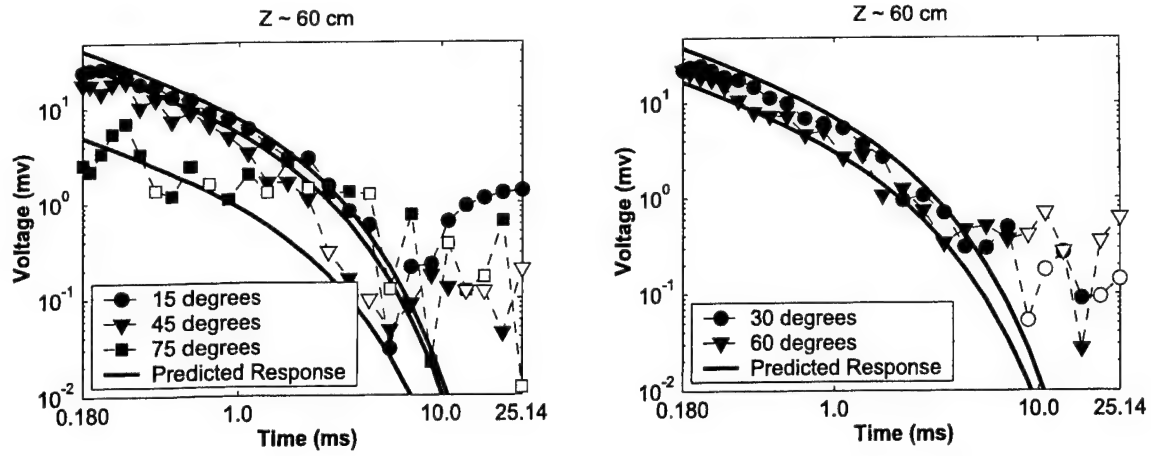 Z ~ 60 cm
Voltage (mv)
10^1
10^0
10^-1
10^-2
15 degrees
45 degrees
75 degrees
Predicted Response
0.180
1.0
10.0
25.14
Time (ms)
Z ~ 60 cm
Voltage (mv)
10^1
10^0
10^-1
10^-2
30 degrees
60 degrees
Predicted Response
0.180
1.0
10.0
25.14
Time (ms)